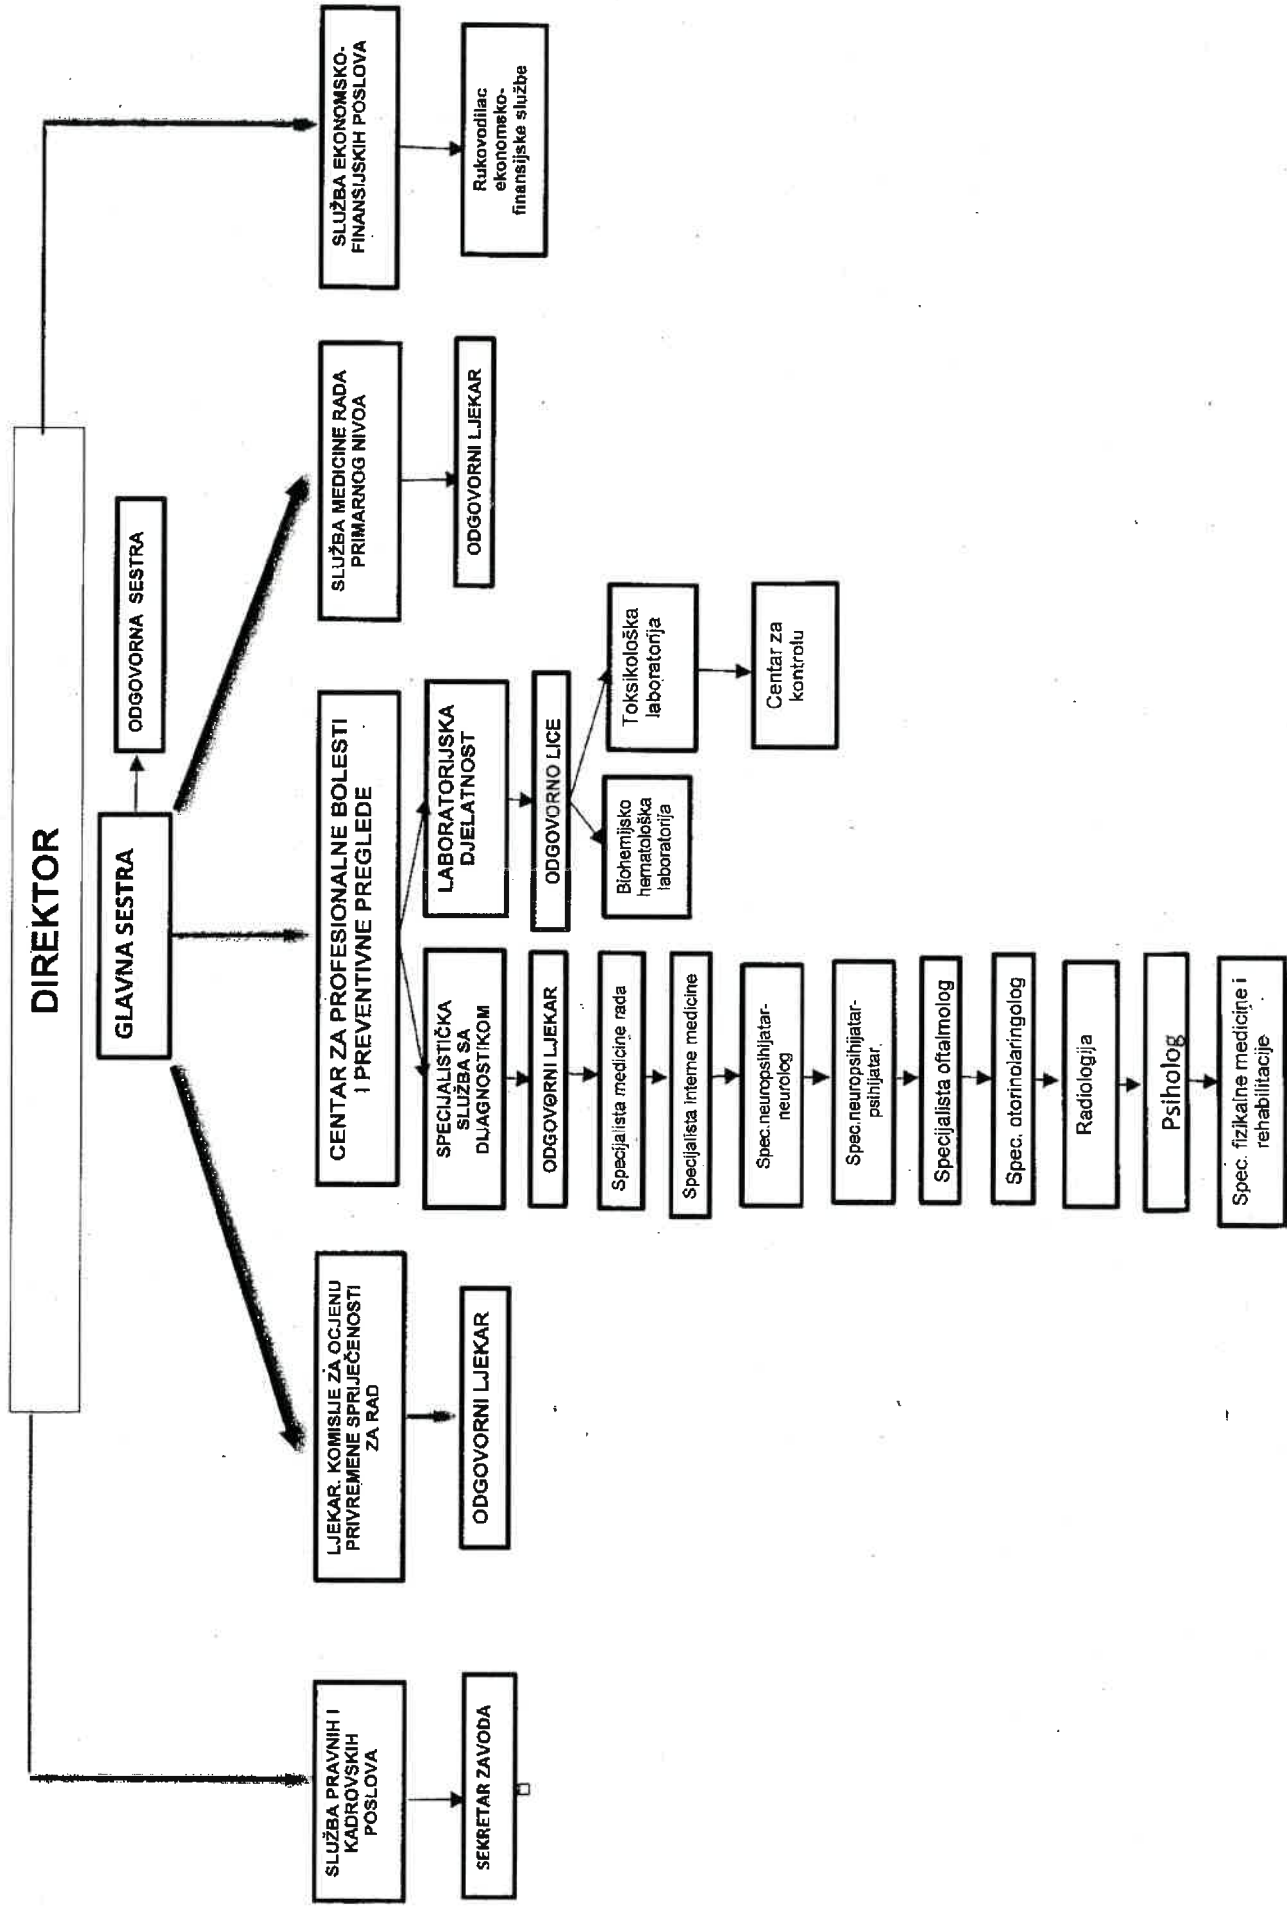 DIREKTOR
GLAVNA SESTRA
ODGOVORNA SESTRA
SLUŽBA PRAVNIH I
KADROVSKIH
POSLOVA
SEKRETAR ZAVODA
LJEKAR. KOMISIJE ZA OCJENU
PRIVREMENE SPRIJEČENOSTI
ZA RAD
ODGOVORNI LJEKAR
CENTAR ZA PROFESIONALNE BOLESTI
I PREVENTIVNE PREGLEDE
SPECIJALISTIČKA
SLUŽBA SA
DIJAGNOSTIKOM
ODGOVORNI LJEKAR
Specijalista medicine rada
Specijalista interne medicine
Spec.neuropsihijatar-
neurolog
Spec.neuropsihijatar-
psihijatar
Specijalista oftalmolog
Spec. otorinolaringolog
Radiologija
Psiholog
Spec. fizikalne medicine i
rehabilitacije
LABORATORIJSKA
DJELATNOST
ODGOVORNO LICE
Biohemijsko
hematološka
laboratorija
Toksikološka
laboratorija
Centar za
kontrolu
SLUŽBA MEDICINE RADA
PRIMARNOG NIVOA
ODGOVORNI LJEKAR
SLUŽBA EKONOMSKO-
FINANSIJSKIH POSLOVA
Rukovodilac
ekonomsko-
finansijske službe